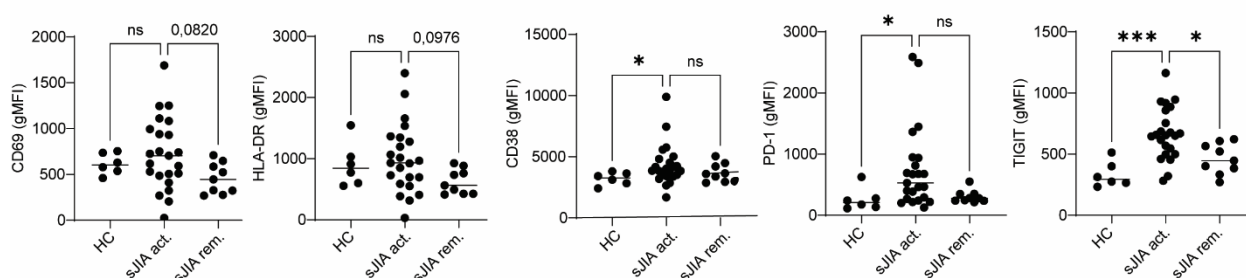 CD69 (gMFI)
2000
1500
1000
500
0
ns
0,0820
HC
sJIA act.
sJIA rem.
HLA-DR (gMFI)
3000
2000
1000
0
ns
0,0976
HC
sJIA act.
sJIA rem.
CD38 (gMFI)
15000
10000
5000
0
*
ns
HC
sJIA act.
sJIA rem.
PD-1 (gMFI)
3000
2000
1000
0
*
ns
HC
sJIA act.
sJIA rem.
TIGIT (gMFI)
1500
1000
500
0
***
*
HC
sJIA act.
sJIA rem.